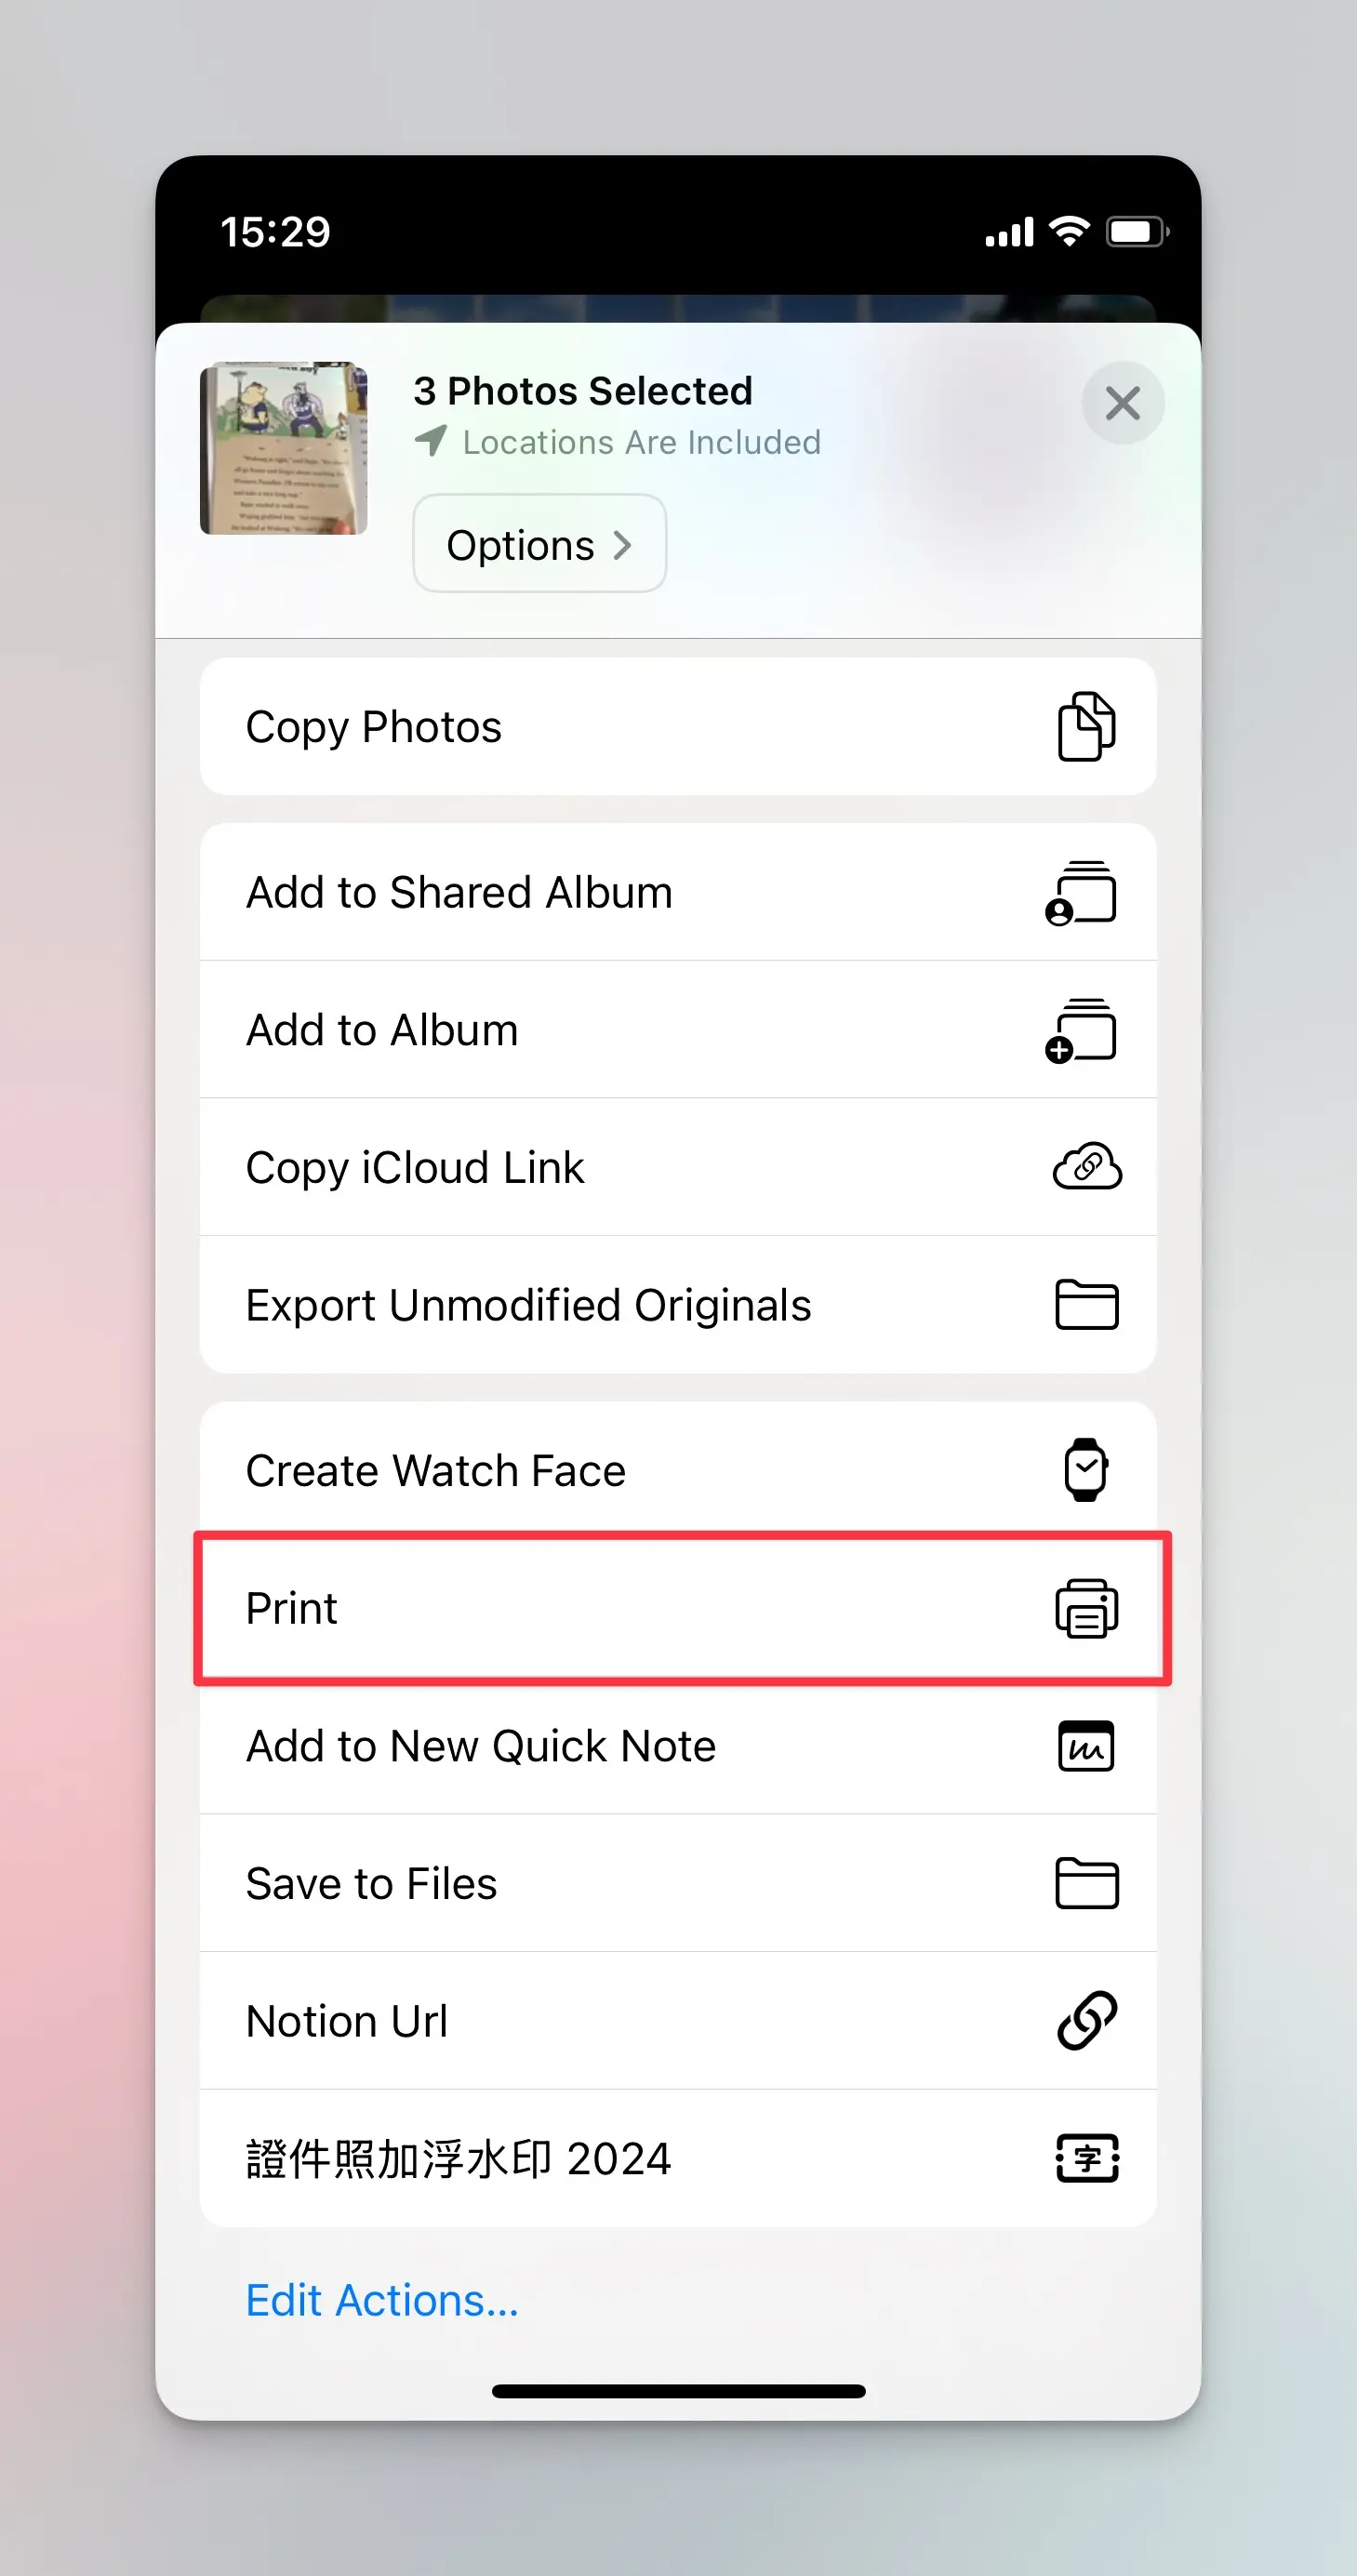 15:29
3 Photos Selected
Locations Are Included
Options
Copy Photos
Add to Shared Album
Add to Album
Copy iCloud Link
Export Unmodified Originals
Create Watch Face
Print
Add to New Quick Note
Save to Files
Notion Url
證件照加浮水印 2024
字
Edit Actions...